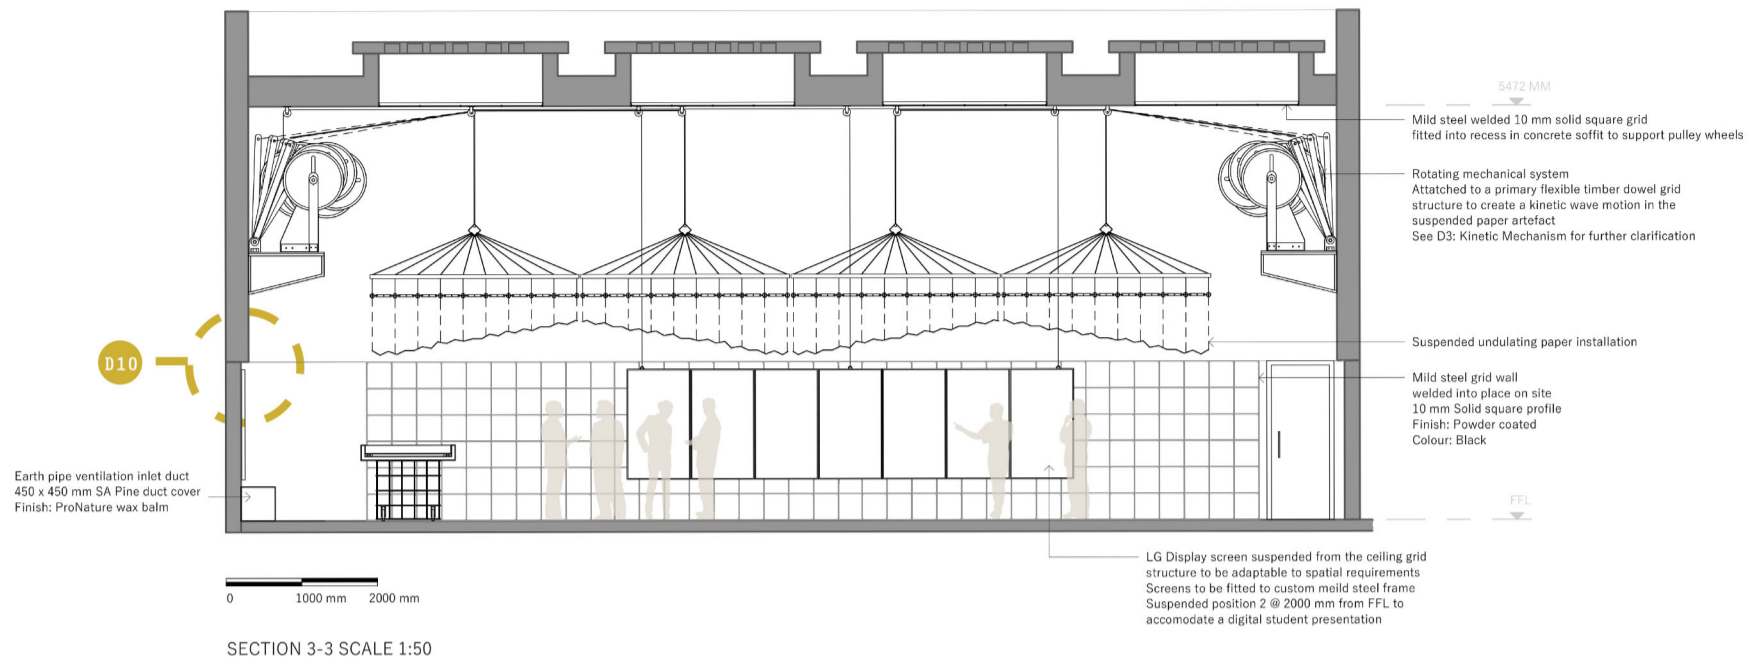 5472 MM
Mild steel welded 10 mm solid square grid
fitted into recess in concrete soffit to support pulley wheels
Rotating mechanical system
Attatched to a primary flexible timber dowel grid
structure to create a kinetic wave motion in the
suspended paper artefact
See D3: Kinetic Mechanism for further clarification
Suspended undulating paper installation
D10
Mild steel grid wall
welded into place on site
10 mm Solid square profile
Finish: Powder coated
Colour: Black
Earth pipe ventilation inlet duct
450 x 450 mm SA Pine duct cover
Finish: ProNature wax balm
FFL
LG Display screen suspended from the ceiling grid
structure to be adaptable to spatial requirements
Screens to be fitted to custom meild steel frame
Suspended position 2 @ 2000 mm from FFL to
accomodate a digital student presentation
0 1000 mm 2000 mm
SECTION 3-3 SCALE 1:50